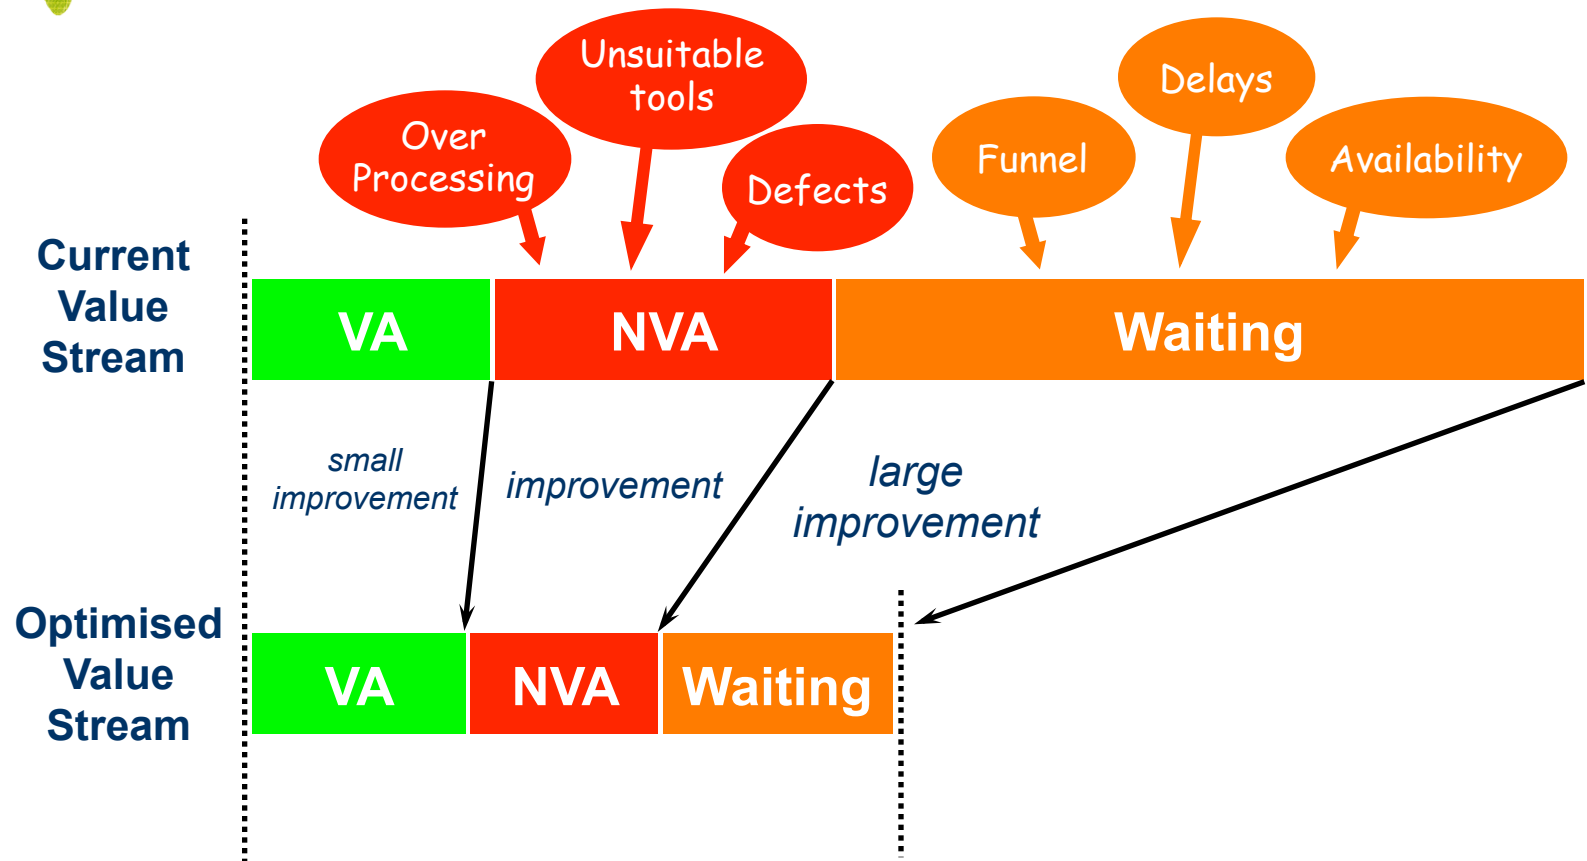 Unsuitable
tools
Over
Processing
Defects
Funnel
Delays
Availability
Current
Value
Stream
VA
NVA
Waiting
small
improvement
improvement
large
improvement
Optimised
Value
Stream
VA
NVA
Waiting